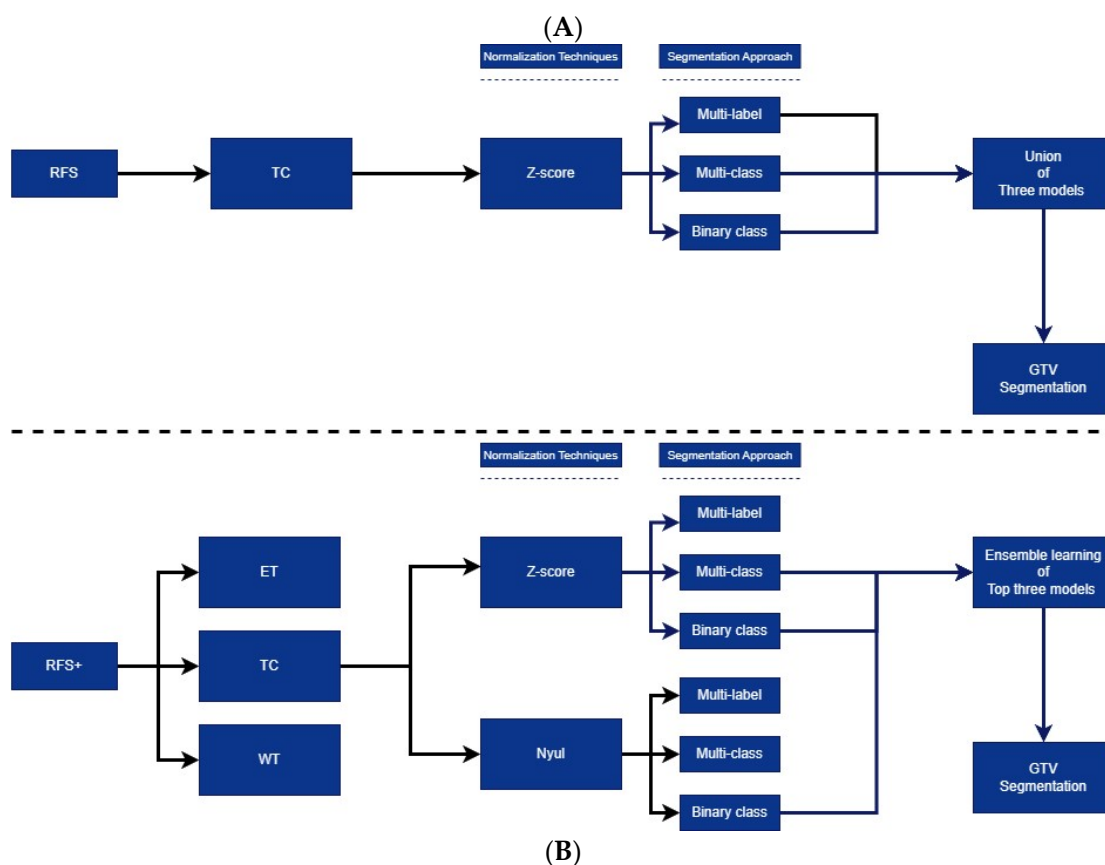 (A)
Normalization Techniques
Segmentation Approach
RFS
TC
Z-score
Multi-label
Multi-class
Binary class
Union
of
Three models
GTV
Segmentation
Normalization Techniques
Segmentation Approach
RFS+
ET
TC
WT
Z-score
Nyul
Multi-label
Multi-class
Binary class
Multi-label
Multi-class
Binary class
Ensemble learning
of
Top three models
GTV
Segmentation
(B)